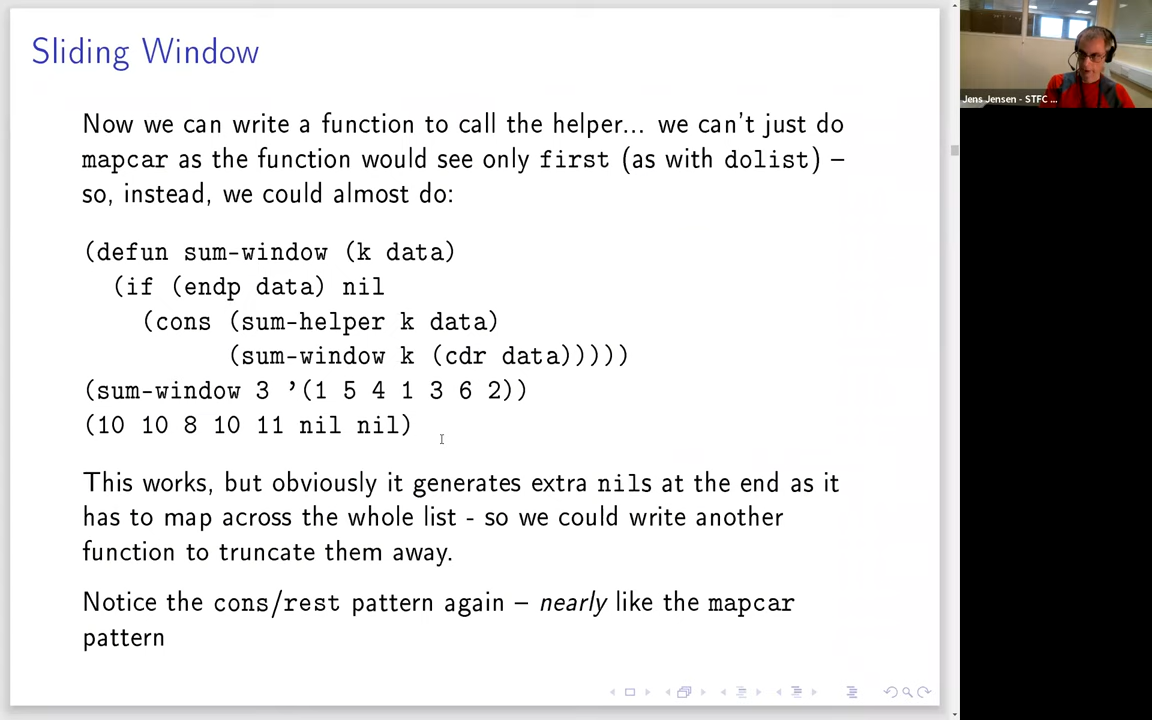 Sliding Window
Now we can write a function to call the helper... we can't just do
mapcar as the function would see only first (as with dolist) –
so, instead, we could almost do:
(defun sum-window (k data)
(if (endp data) nil
(cons (sum-helper k data)
(sum-window k (cdr data)))))
(sum-window 3 ’(1 5 4 1 3 6 2))
(10 10 8 10 11 nil nil)
This works, but obviously it generates extra nils at the end as it
has to map across the whole list - so we could write another
function to truncate them away.
Notice the cons/rest pattern again – nearly like the mapcar
pattern
Jens Jensen - STFC ...